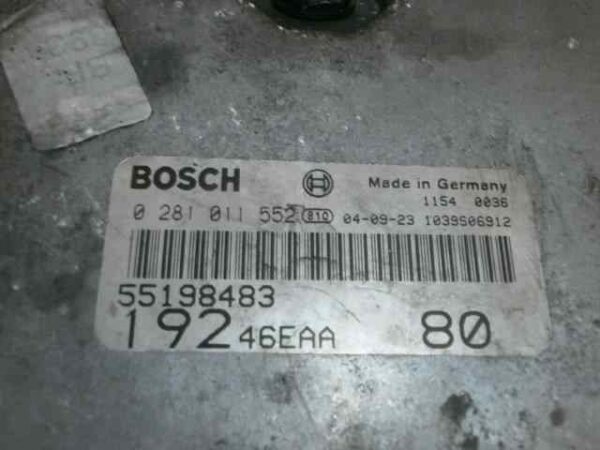 BOSCH Made in Germany
1154 0036
0 281 011 552 810 04-09-23 1039S06912
55198483
192 46EAA 80